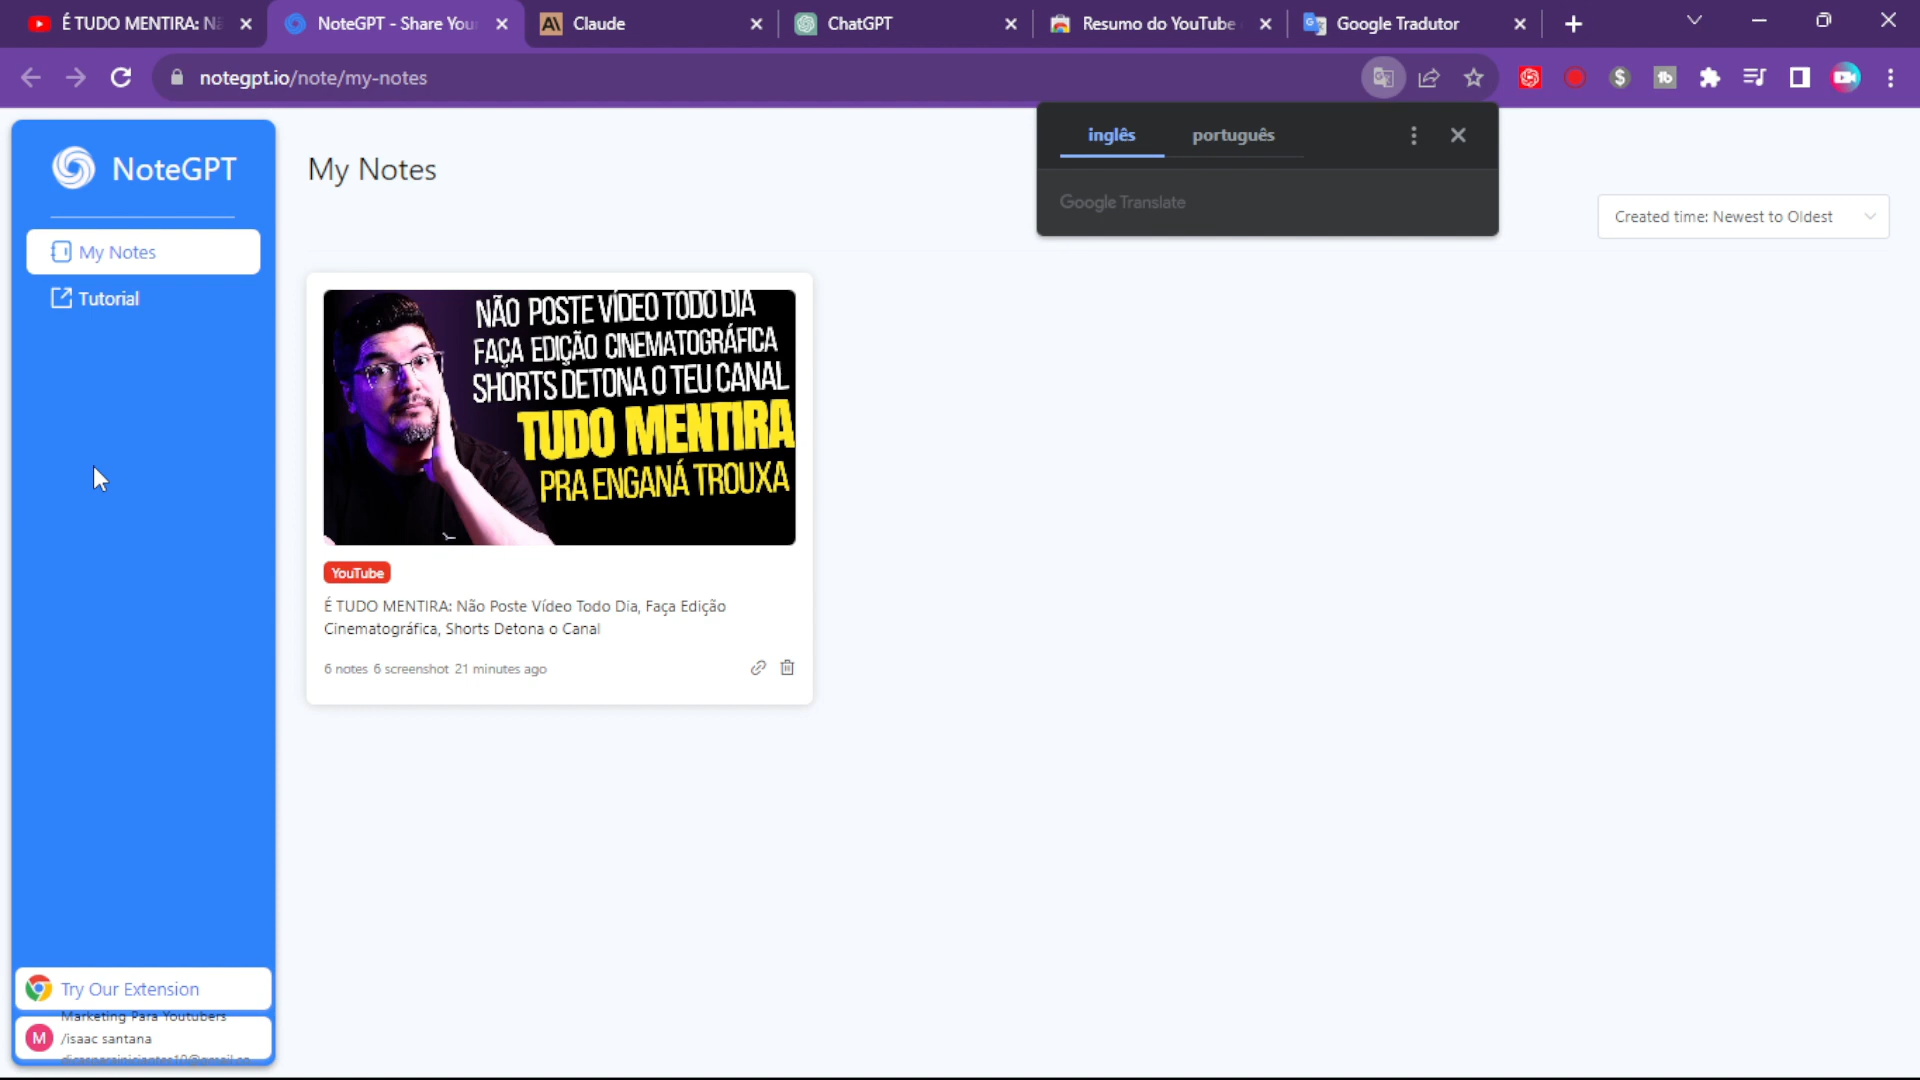 É TUDO MENTIRA: Nã
NoteGPT - Share You
Claude
ChatGPT
Resumo do YouTube
Google Tradutor
notegpt.io/note/my-notes
inglês português
Google Translate
NoteGPT
My Notes
Tutorial
My Notes
Created time: Newest to Oldest
NÃO POSTE VÍDEO TODO DIA
FAÇA EDIÇÃO CINEMATOGRÁFICA
SHORTS DETONA O TEU CANAL
TUDO MENTIRA
PRA ENGANÁ TROUXA
YouTube
É TUDO MENTIRA: Não Poste Vídeo Todo Dia, Faça Edição
Cinematográfica, Shorts Detona o Canal
6 notes 6 screenshot 21 minutes ago
Try Our Extension
Marketing Para Youtubers
M
/isaac santana